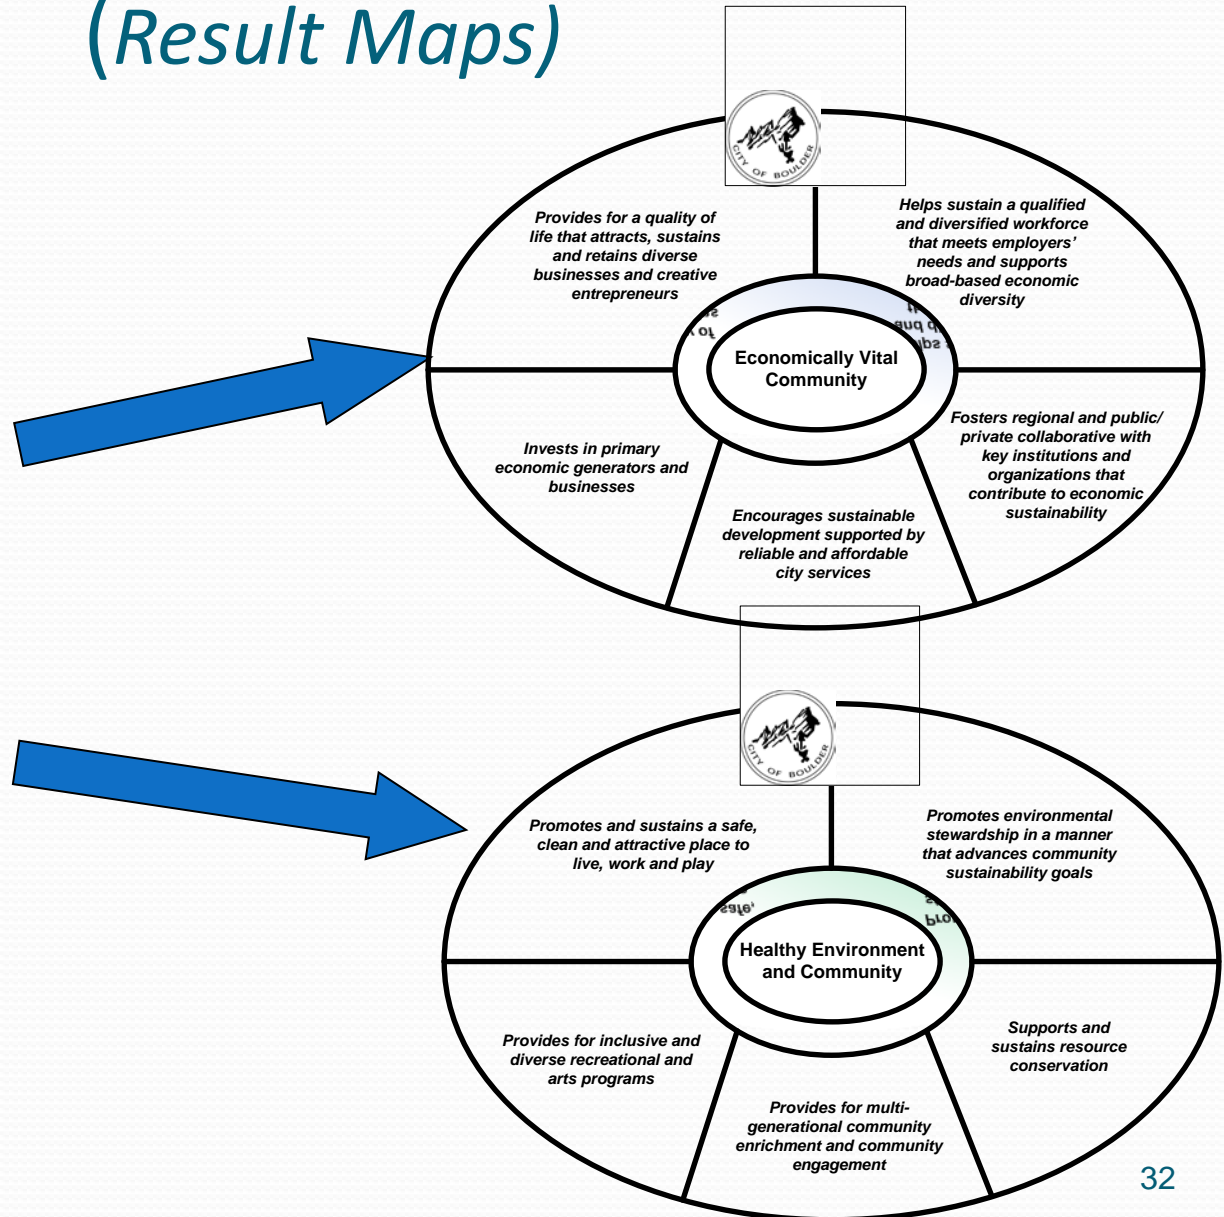 (Result Maps)
CITY OF BOULDER
Provides for a quality of
life that attracts, sustains
and retains diverse
businesses and creative
entrepreneurs
Helps sustain a qualified
and diversified workforce
that meets employers’
needs and supports
broad-based economic
diversity
Economically Vital
Community
Invests in primary
economic generators and
businesses
Encourages sustainable
development supported by
reliable and affordable
city services
Fosters regional and public/
private collaborative with
key institutions and
organizations that
contribute to economic
sustainability
CITY OF BOULDER
Promotes and sustains a safe,
clean and attractive place to
live, work and play
Promotes environmental
stewardship in a manner
that advances community
sustainability goals
safe,
Healthy Environment
and Community
Provides for inclusive and
diverse recreational and
arts programs
Provides for multi-
generational community
enrichment and community
engagement
Supports and
sustains resource
conservation
32